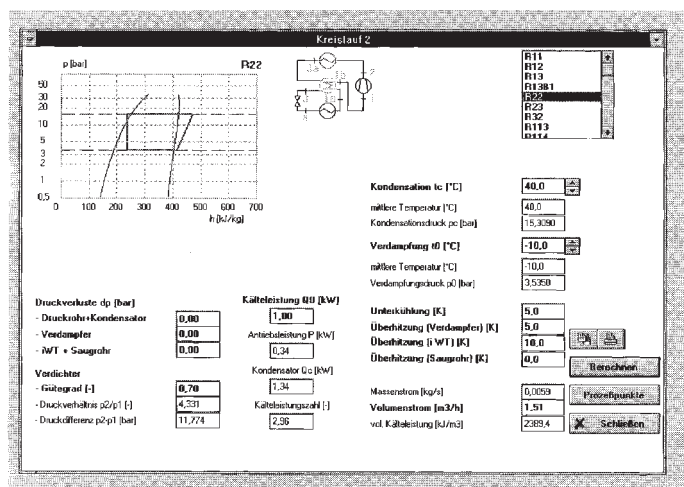 Kreislauf 2
p [bar]
R22
50
30
20
10
5
3
2
1
0,5
0 100 200 300 400 500 600 700
h [kJ/kg]
R11
R12
R13
R13B1
R22
R23
R32
R113
R114
Kondensation tc [°C] 40,0
mittlere Temperatur [°C] 40,0
Kondensationsdruck pc [bar] 15,3090
Verdampfung t0 [°C] -10,0
mittlere Temperatur [°C] -10,0
Verdampfungsdruck p0 [bar] 3,5350
Druckverluste dp [bar]
- Druckrohr+Kondensator 0,00
- Verdampfer 0,00
- iWT + Saugrohr 0,00
Verdichter
- Gütegrad [-] 0,70
- Druckverhältnis p2/p1 [-] 4,331
- Druckdifferenz p2-p1 [bar] 11,774
Kälteleistung Q0 [kW]
1,00
Antriebsleistung P [kW]
0,34
Kondensator Qc [kW]
1,34
Kälteleistungszahl [-]
2,96
Unterkühlung [K] 5,0
Überhitzung (Verdampfer) [K] 5,0
Überhitzung (i WT) [K] 10,0
Überhitzung (Saugrohr) [K] 0,0
Massenstrom [kg/s] 0,0059
Volumenstrom [m3/h] 1,51
vol. Kälteleistung [kJ/m3] 2389,4
Berechnen
Prozeßpunkte
Schließen